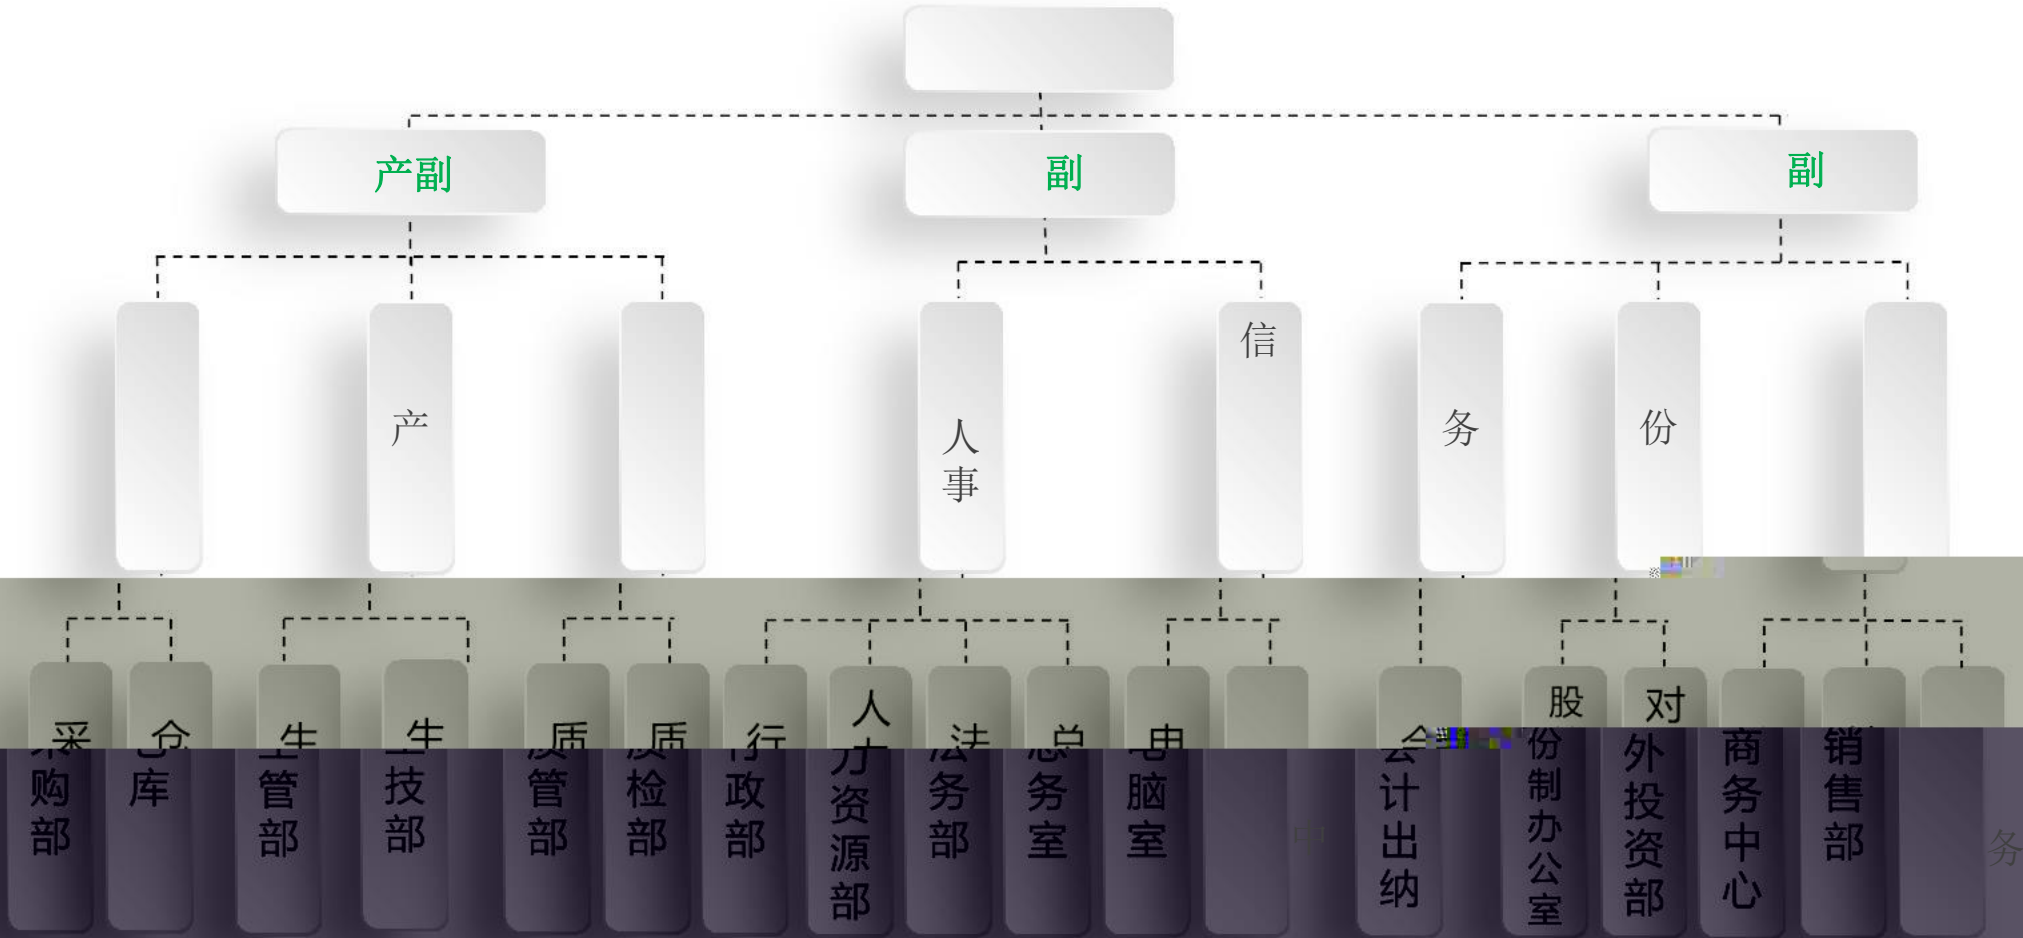 产副
副
副
产
人事
信
务
份
采购部
仓库
生管部
生技部
质管部
质检部
行政部
人力资源部
法务部
总务室
电脑室
中
会计出纳
股份制办公室
对外投资部
商务中心
销售部
务